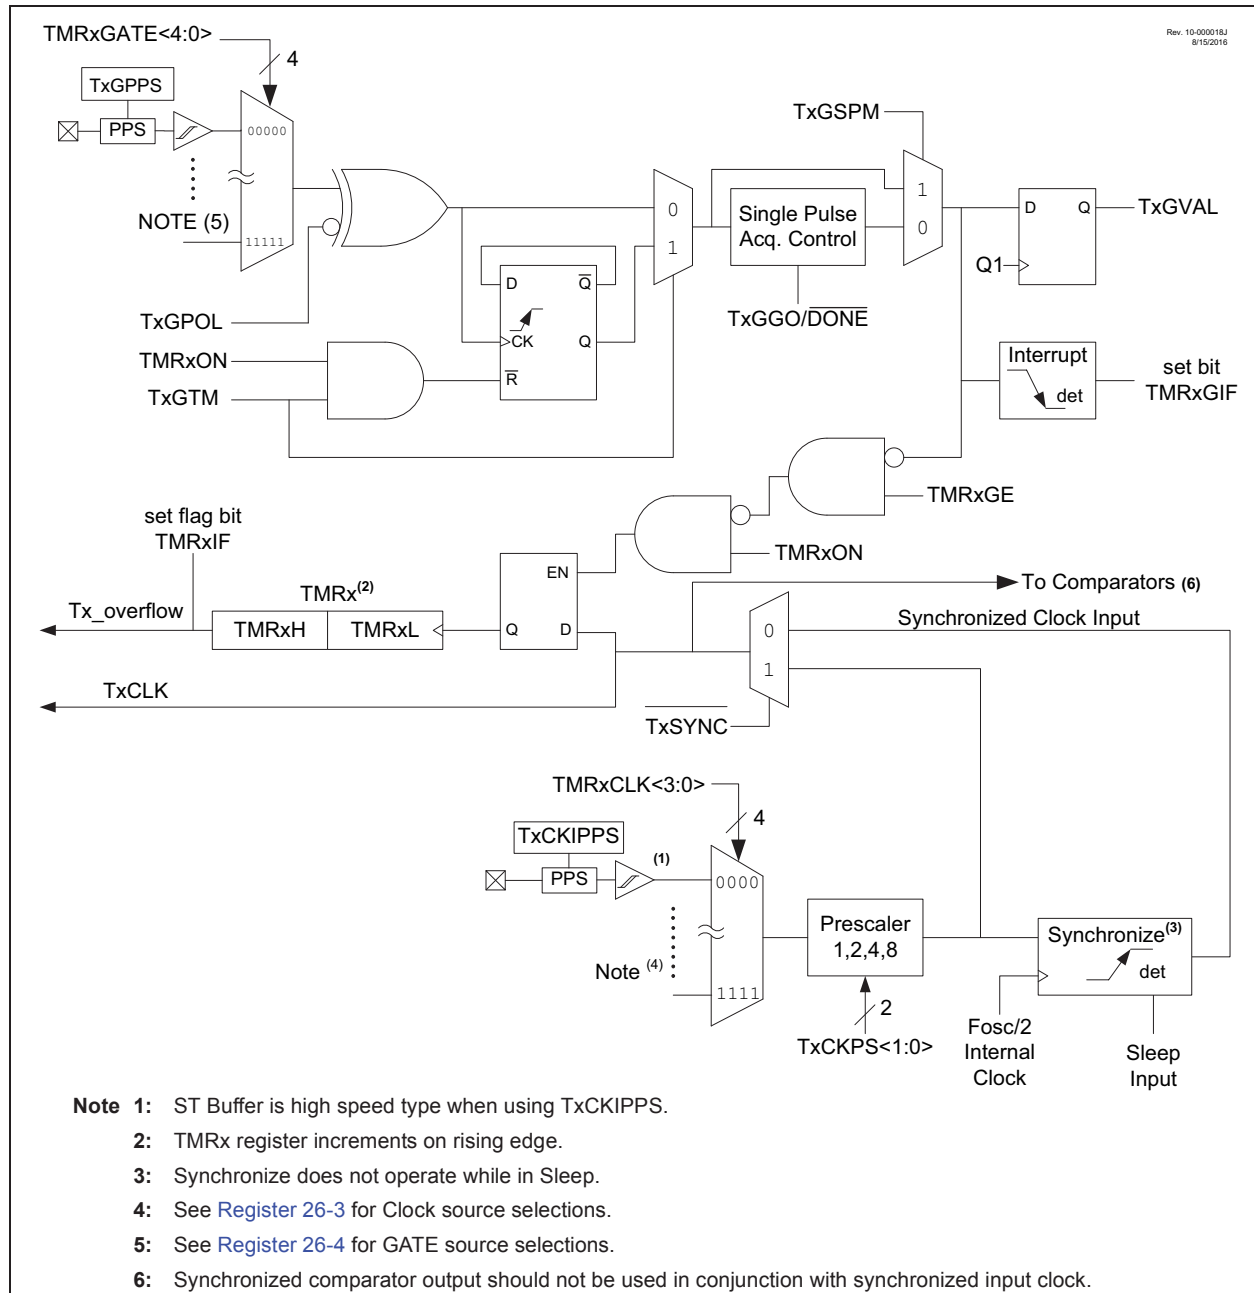 Rev. 10-000018J
8/15/2016
TMRxGATE<4:0>
4
TxGPPS
PPS
00000
NOTE (5)
11111
TxGPOL
TMRxON
TxGTM
D
Q
CK
Q
R
0
1
TxGSPM
Single Pulse
Acq. Control
TxGGO/DONE
1
0
D
Q
Q1
TxGVAL
Interrupt
det
set bit
TMRxGIF
TMRxGE
TMRxON
set flag bit
TMRxIF
Tx_overflow
TMRx(2)
TMRxH
TMRxL
EN
Q
D
TxCLK
To Comparators (6)
Synchronized Clock Input
0
1
TxSYNC
TMRxCLK<3:0>
4
TxCKIPPS
PPS
(1)
0000
Note (4)
1111
Prescaler
1,2,4,8
2
TxCKPS<1:0>
Synchronize(3)
det
Fosc/2
Internal
Clock
Sleep
Input
Note 1: ST Buffer is high speed type when using TxCKIPPS.
2: TMRx register increments on rising edge.
3: Synchronize does not operate while in Sleep.
4: See Register 26-3 for Clock source selections.
5: See Register 26-4 for GATE source selections.
6: Synchronized comparator output should not be used in conjunction with synchronized input clock.